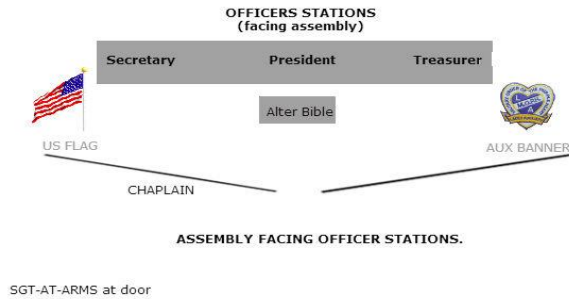 OFFICERS STATIONS
(facing assembly)
Secretary President Treasurer
Alter Bible
US FLAG
AUX BANNER
CHAPLAIN
ASSEMBLY FACING OFFICER STATIONS.
SGT-AT-ARMS at door